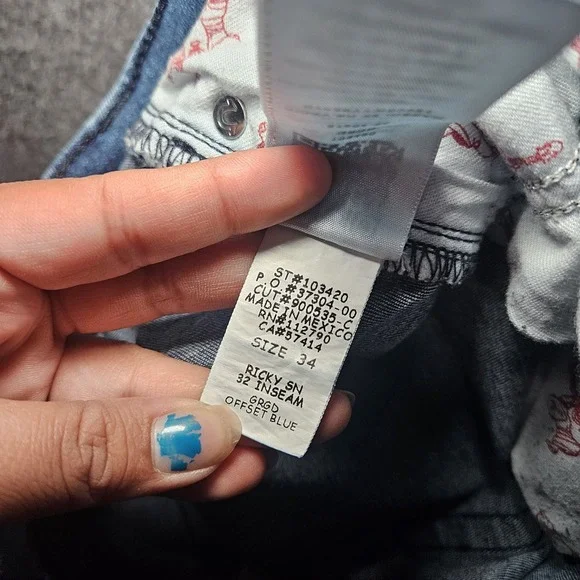 ST#103420
P.O.#37304-00
CUT:#900535-C
MADE IN MEXICO
RN#112790
CA#57414
SIZE 34
RICKY SN
32 INSEAM
GRGD
OFFSET BLUE